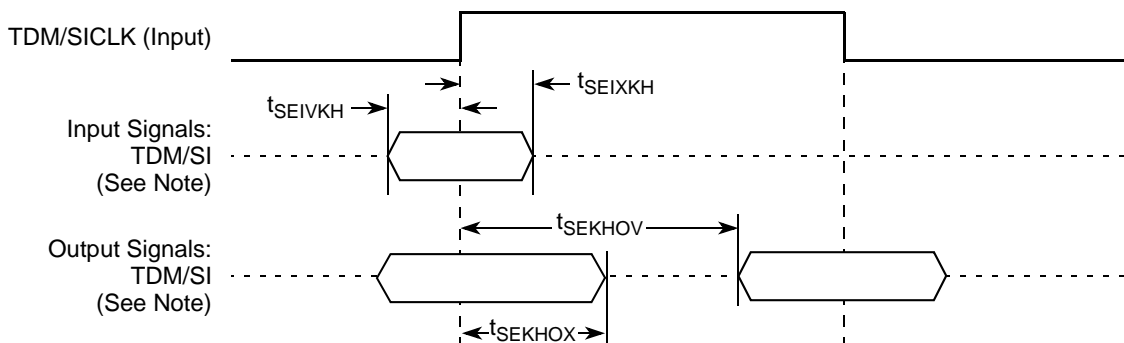 TDM/SICLK (Input)
tSEIXKH
tSEIVKH
Input Signals:
TDM/SI
(See Note)
tSEKHOV
Output Signals:
TDM/SI
(See Note)
tSEKHOX